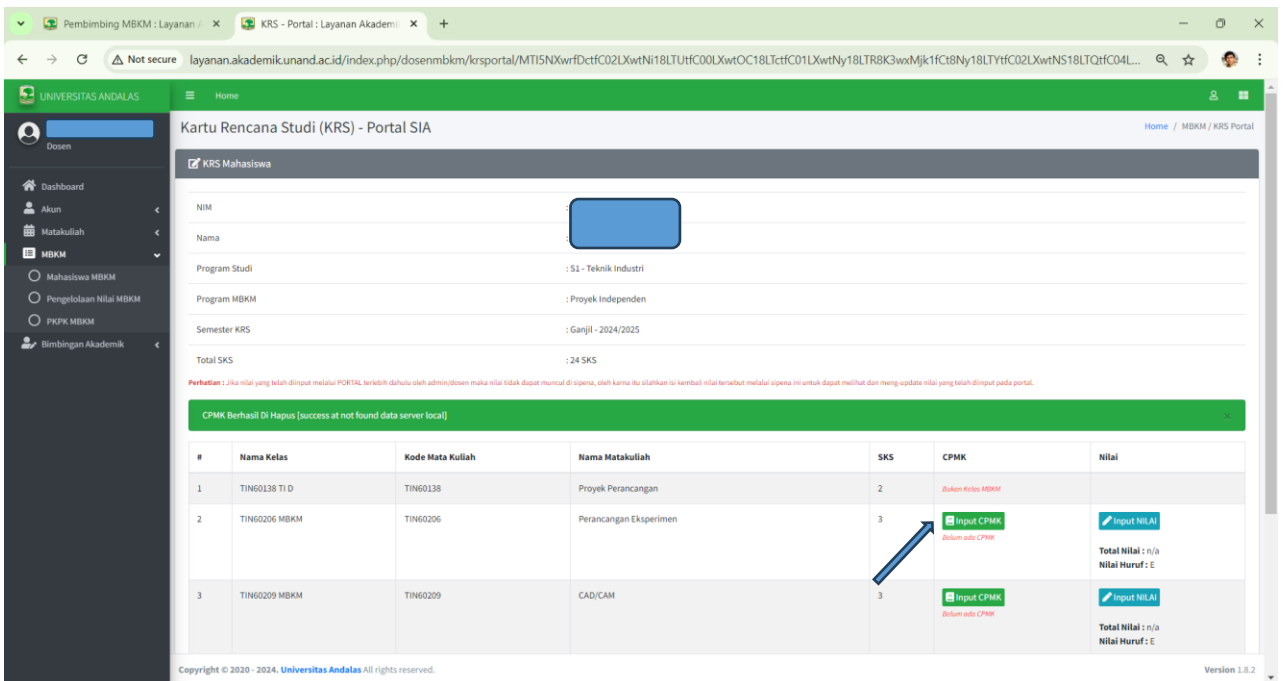 Pembimbing MBKM : Layanan A
KRS - Portal : Layanan Akademi
Not secure layanan.akademik.unand.ac.id/index.php/dosenmbkm/krsportal/
UNIVERSITAS ANDALAS
Home
Dosen
Kartu Rencana Studi (KRS) - Portal SIA
Home / MBKM / KRS Portal
Dashboard
Akun
Matakuliah
MBKM
Mahasiswa MBKM
Pengelolaan Nilai MBKM
PKPK MBKM
Bimbingan Akademik
KRS Mahasiswa
NIM :
Nama :
Program Studi : S1 - Teknik Industri
Program MBKM : Proyek Independen
Semester KRS : Ganjil - 2024/2025
Total SKS : 24 SKS
Perhatian : Jika nilai yang telah diinput melalui PORTAL terlebih dahulu oleh admin/dosen maka nilai tidak dapat muncul di sipena, oleh karna itu silahkan isi kembali nilai tersebut melalui sipena ini untuk dapat melihat dan meng-update nilai yang telah diinput pada portal.
CPMK Berhasil Di Hapus [success at not found data server local] ×
# Nama Kelas Kode Mata Kuliah Nama Matakuliah SKS CPMK Nilai
1 TIN60138 TI D TIN60138 Proyek Perancangan 2 Bukan Kelas MBKM
2 TIN60206 MBKM TIN60206 Perancangan Eksperimen 3 Input CPMK Input NILAI
Belum ada CPMK
Total Nilai : n/a
Nilai Huruf : E
3 TIN60209 MBKM TIN60209 CAD/CAM 3 Input CPMK Input NILAI
Belum ada CPMK
Total Nilai : n/a
Nilai Huruf : E
Copyright © 2020 - 2024. Universitas Andalas All rights reserved.
Version 1.8.2